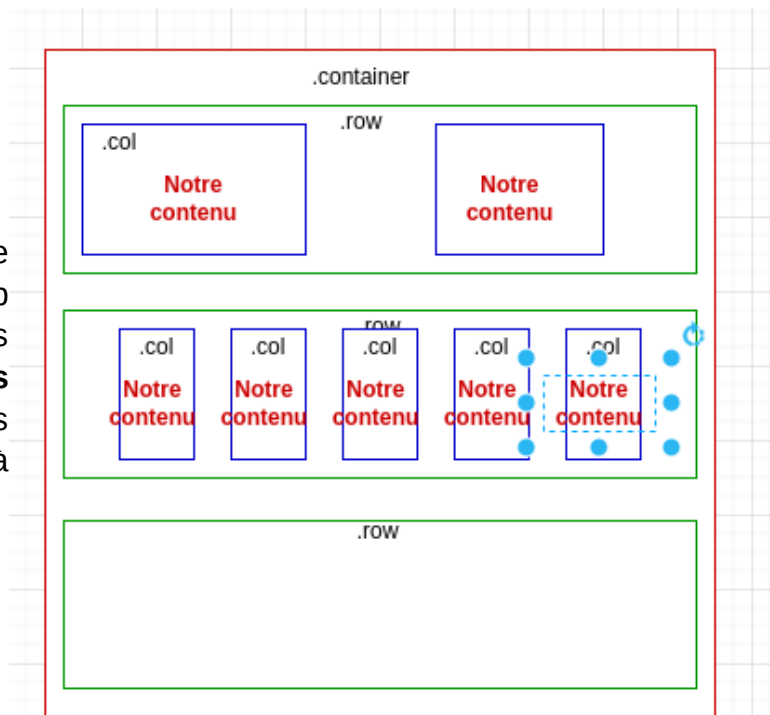 .container
.row
.col
Notre
contenu
Notre
contenu
e
row
.col
.col
.col
.col
.col
s
Notre
contenu
Notre
contenu
Notre
contenu
Notre
contenu
Notre
contenu
s
s
à
.row